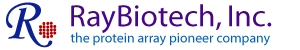 R RayBiotech, Inc.
the protein array pioneer company